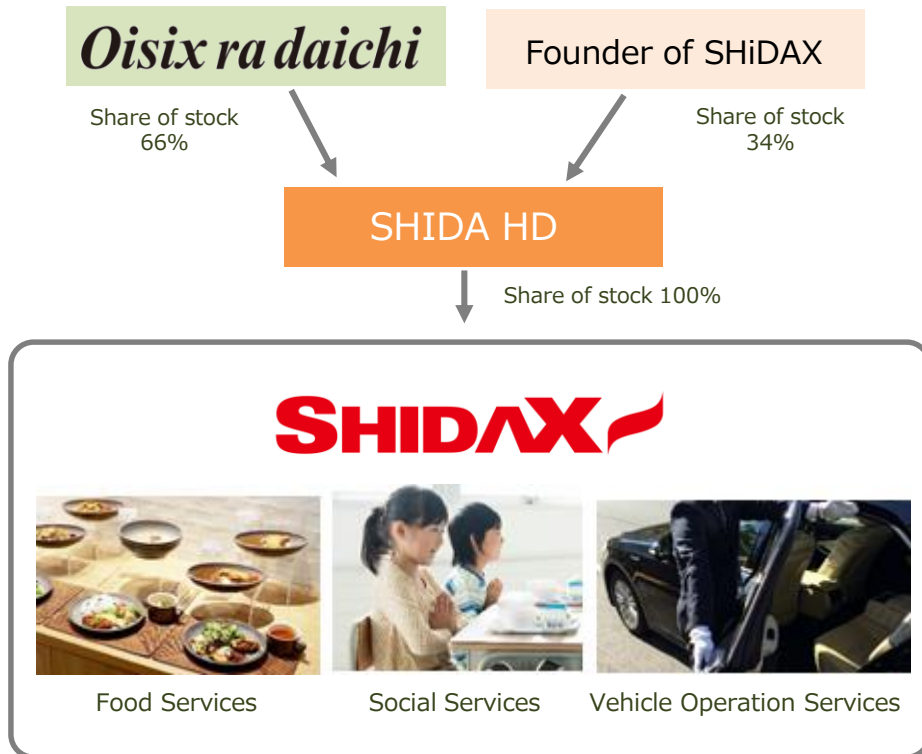 Oisix ra daichi
Founder of SHiDAX
Share of stock
66%
Share of stock
34%
SHIDA HD
Share of stock 100%
SHIDAX
Food Services
Social Services
Vehicle Operation Services